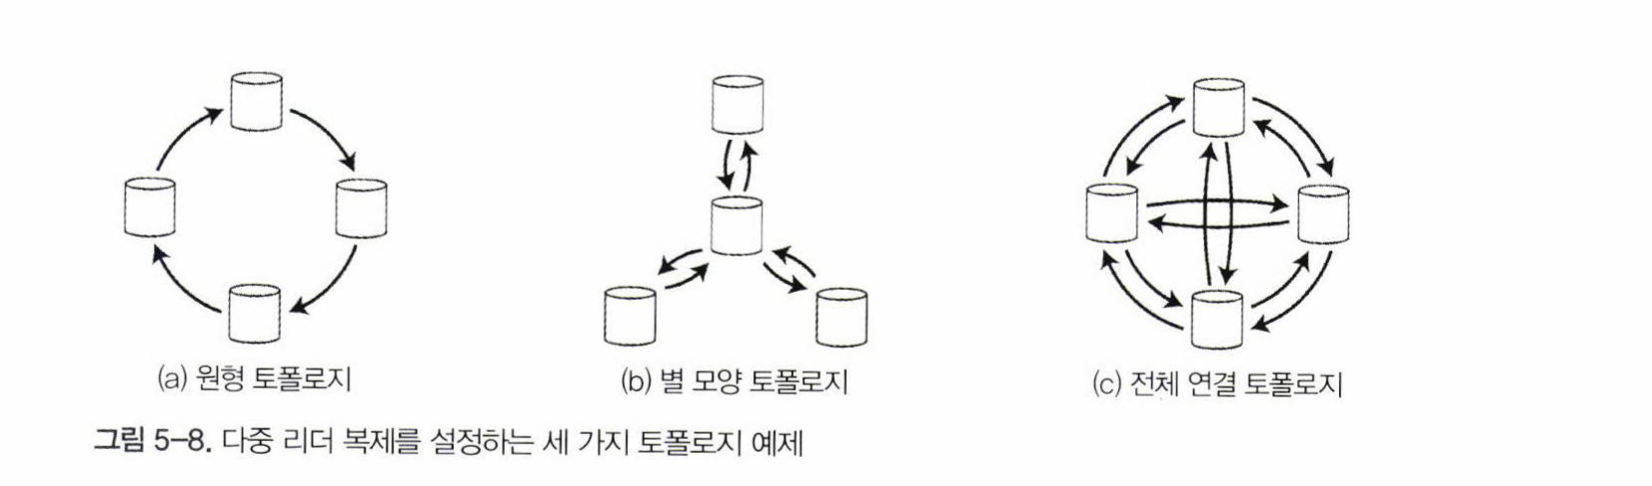 (a) 원형 토폴로지
(b) 별 모양 토폴로지
(c) 전체 연결 토폴로지
그림 5-8. 다중 리더 복제를 설정하는 세 가지 토폴로지 예제